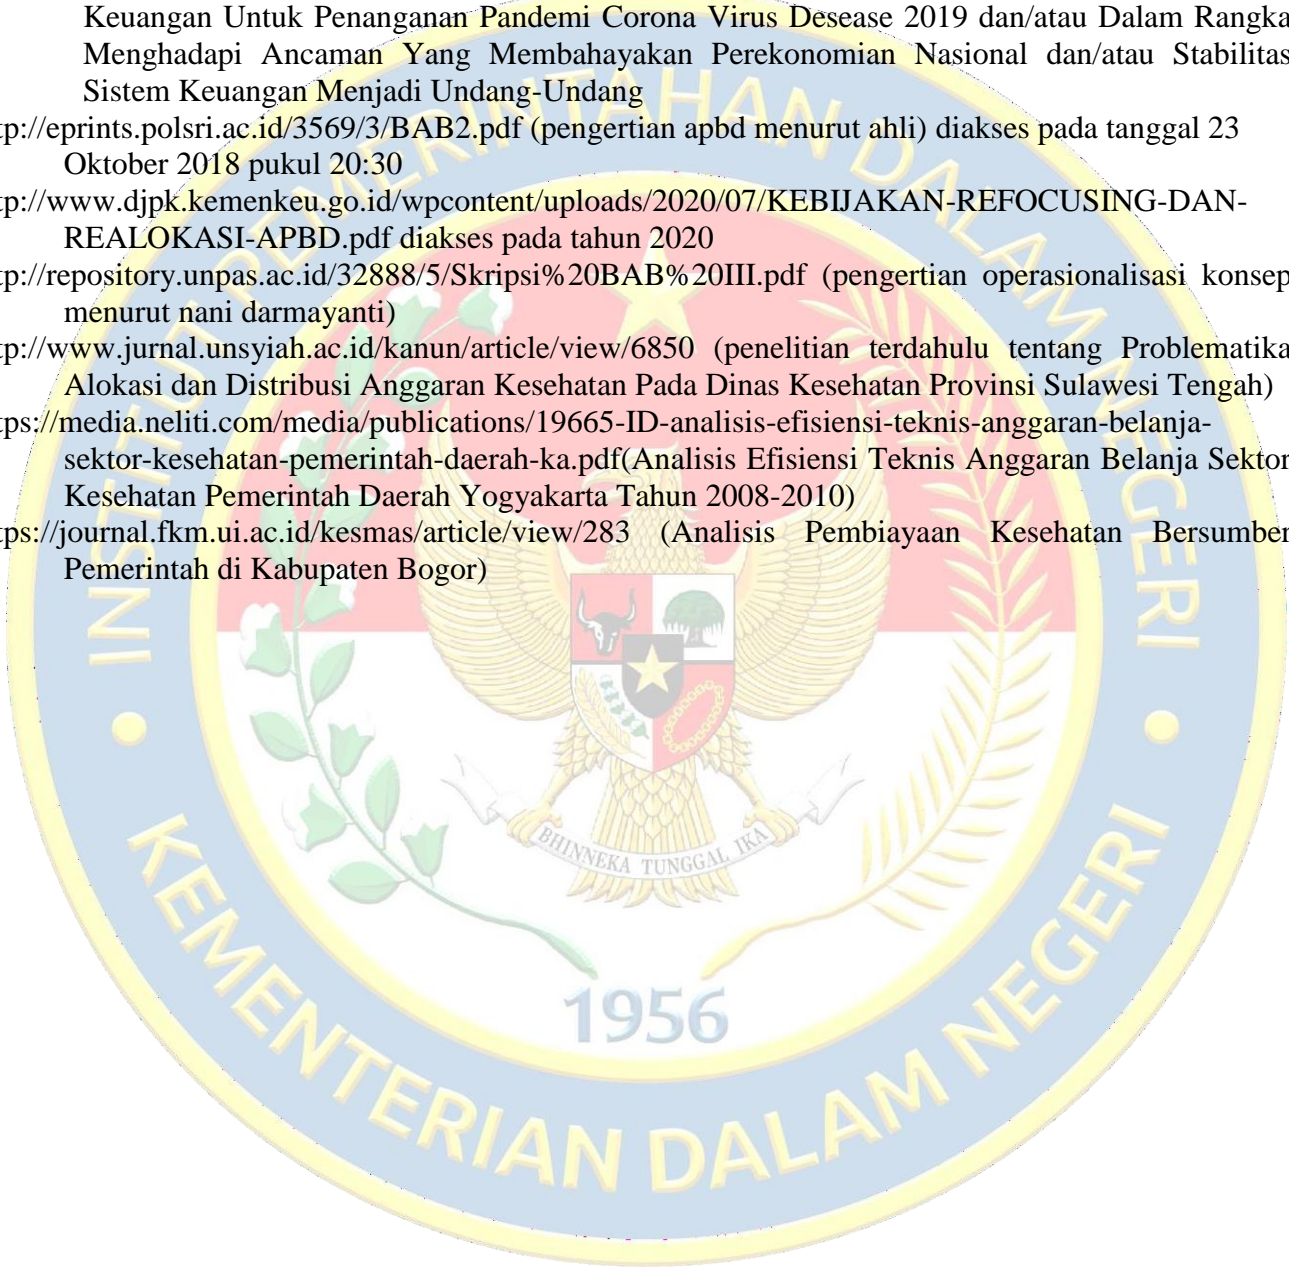 Keuangan Untuk Penanganan Pandemi Corona Virus Desease 2019 dan/atau Dalam Rangka
Menghadapi Ancaman Yang Membahayakan Perekonomian Nasional dan/atau Stabilitas
Sistem Keuangan Menjadi Undang-Undang
tp://eprints.polsri.ac.id/3569/3/BAB2.pdf (pengertian apbd menurut ahli) diakses pada tanggal 23
Oktober 2018 pukul 20:30
tp://www.djpk.kemenkeu.go.id/wpcontent/uploads/2020/07/KEBIJAKAN-REFOCUSING-DAN-
REALOKASI-APBD.pdf diakses pada tahun 2020
tp://repository.unpas.ac.id/32888/5/Skripsi%20BAB%20III.pdf (pengertian operasionalisasi konsep
menurut nani darmayanti)
tp://www.jurnal.unsyiah.ac.id/kanun/article/view/6850 (penelitian terdahulu tentang Problematika
Alokasi dan Distribusi Anggaran Kesehatan Pada Dinas Kesehatan Provinsi Sulawesi Tengah)
tps://media.neliti.com/media/publications/19665-ID-analisis-efisiensi-teknis-anggaran-belanja-
sektor-kesehatan-pemerintah-daerah-ka.pdf(Analisis Efisiensi Teknis Anggaran Belanja Sektor
Kesehatan Pemerintah Daerah Yogyakarta Tahun 2008-2010)
tps://journal.fkm.ui.ac.id/kesmas/article/view/283 (Analisis Pembiayaan Kesehatan Bersumber
Pemerintah di Kabupaten Bogor)
INSTITUT PEMERINTAHAN DALAM NEGERI
BHINNEKA TUNGGAL IKA
1956
KEMENTERIAN DALAM NEGERI